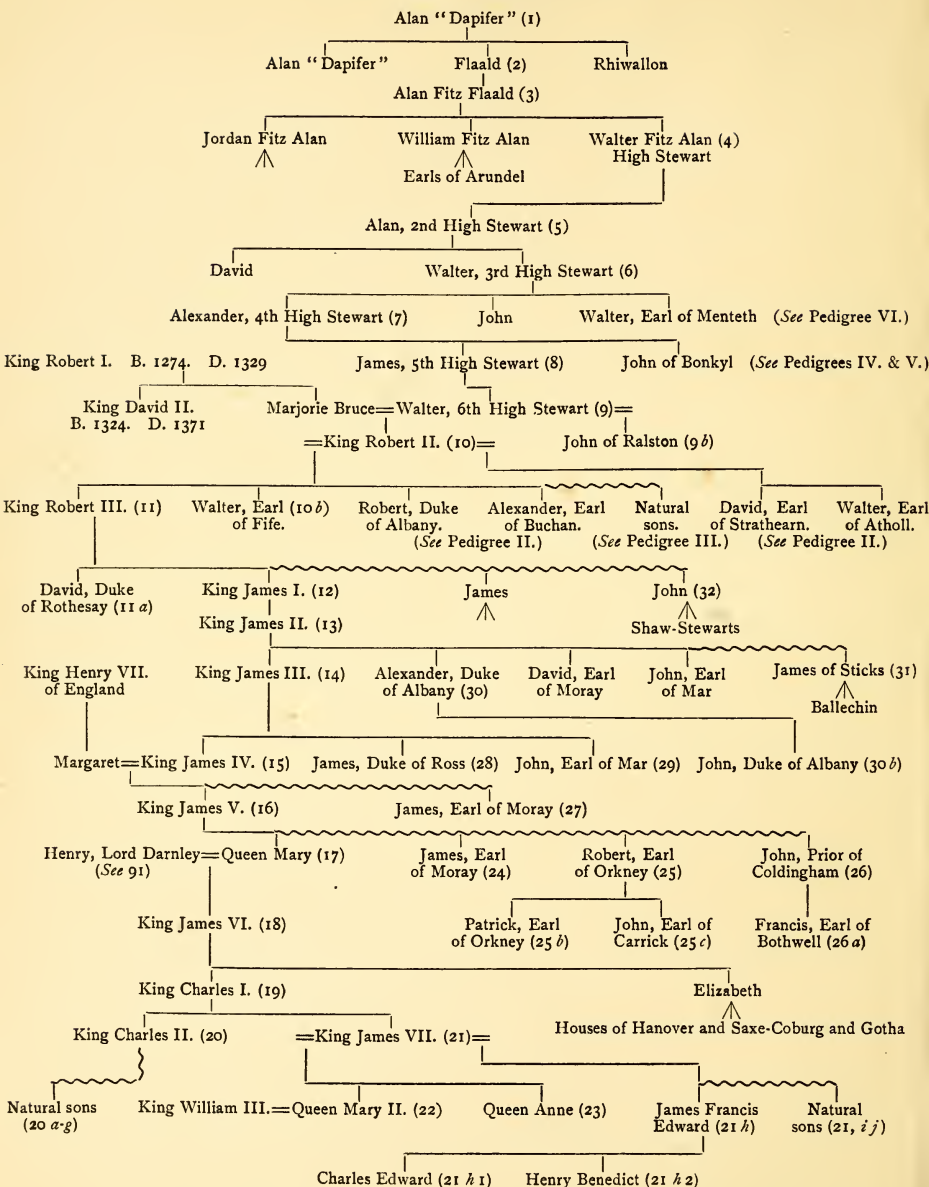 Alan “Dapifer” (1)
Alan “Dapifer” Flaald (2) Rhiwallon
Alan Fitz Flaald (3)
Jordan Fitz Alan William Fitz Alan Walter Fitz Alan (4)
High Stewart
Earls of Arundel
Alan, 2nd High Stewart (5)
David Walter, 3rd High Stewart (6)
Alexander, 4th High Stewart (7) John Walter, Earl of Menteth (See Pedigree VI.)
King Robert I. B. 1274. D. 1329 James, 5th High Stewart (8) John of Bonkyl (See Pedigrees IV. & V.)
King David II. Marjorie Bruce=Walter, 6th High Stewart (9)=
B. 1324. D. 1371
=King Robert II. (10)= John of Ralston (9 b)
King Robert III. (11) Walter, Earl (10 b) Robert, Duke Alexander, Earl Natural David, Earl Walter, Earl
of Fife. of Albany. of Buchan. sons. of Strathearn. of Atholl.
(See Pedigree II.) (See Pedigree III.) (See Pedigree II.)
David, Duke King James I. (12) James John (32)
of Rothesay (11 a)
King James II. (13) Shaw-Stewarts
King Henry VII. King James III. (14) Alexander, Duke David, Earl John, Earl James of Sticks (31)
of England of Albany (30) of Moray of Mar
Ballechin
Margaret=King James IV. (15) James, Duke of Ross (28) John, Earl of Mar (29) John, Duke of Albany (30 b)
King James V. (16) James, Earl of Moray (27)
Henry, Lord Darnley=Queen Mary (17) James, Earl Robert, Earl John, Prior of
(See 91) of Moray (24) of Orkney (25) Coldingham (26)
King James VI. (18) Patrick, Earl John, Earl of Francis, Earl of
of Orkney (25 b) Carrick (25 c) Bothwell (26 a)
King Charles I. (19) Elizabeth
Houses of Hanover and Saxe-Coburg and Gotha
King Charles II. (20) =King James VII. (21)=
Natural sons King William III.=Queen Mary II. (22) Queen Anne (23) James Francis Natural
(20 a-g) Edward (21 h) sons (21, i j)
Charles Edward (21 h 1) Henry Benedict (21 h 2)